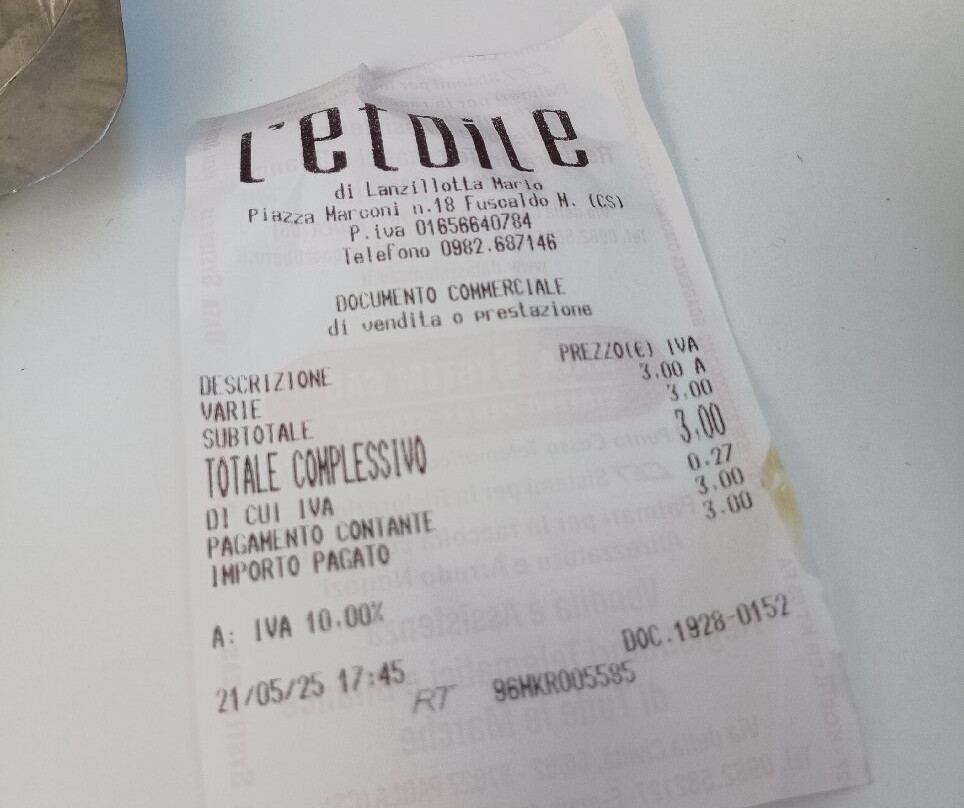 l'etoile
di Lanzillotta Mario
Piazza Marconi n.18 Fuscaldo M. (CS)
P.iva 01656640784
Telefono 0982.687146
DOCUMENTO COMMERCIALE
di vendita o prestazione
DESCRIZIONE PREZZO(€) IVA
VARIE 3.00 A
SUBTOTALE 3.00
TOTALE COMPLESSIVO 3,00
DI CUI IVA 0.27
PAGAMENTO CONTANTE 3.00
IMPORTO PAGATO 3.00
A: IVA 10.00%
21/05/25 17:45 DOC.1928-0152
RT 96MKR005585